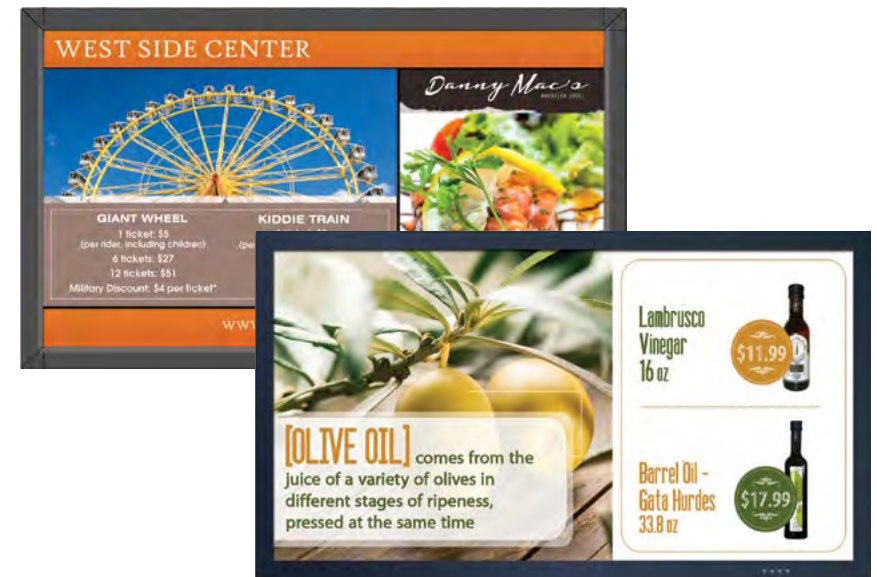 WEST SIDE CENTER
Danny Mac's
GIANT WHEEL
1 ticket: $5
(per rider, including children)
6 tickets: $27
12 tickets: $51
Military Discount: $4 per ticket*
KIDDIE TRAIN
(pe
WWW
[OLIVE OIL] comes from the
juice of a variety of olives in
different stages of ripeness,
pressed at the same time
Lambrusco
Vinegar
16 oz
$11.99
Barrel Oil -
Gata Hurdes
33.8 oz
$17.99